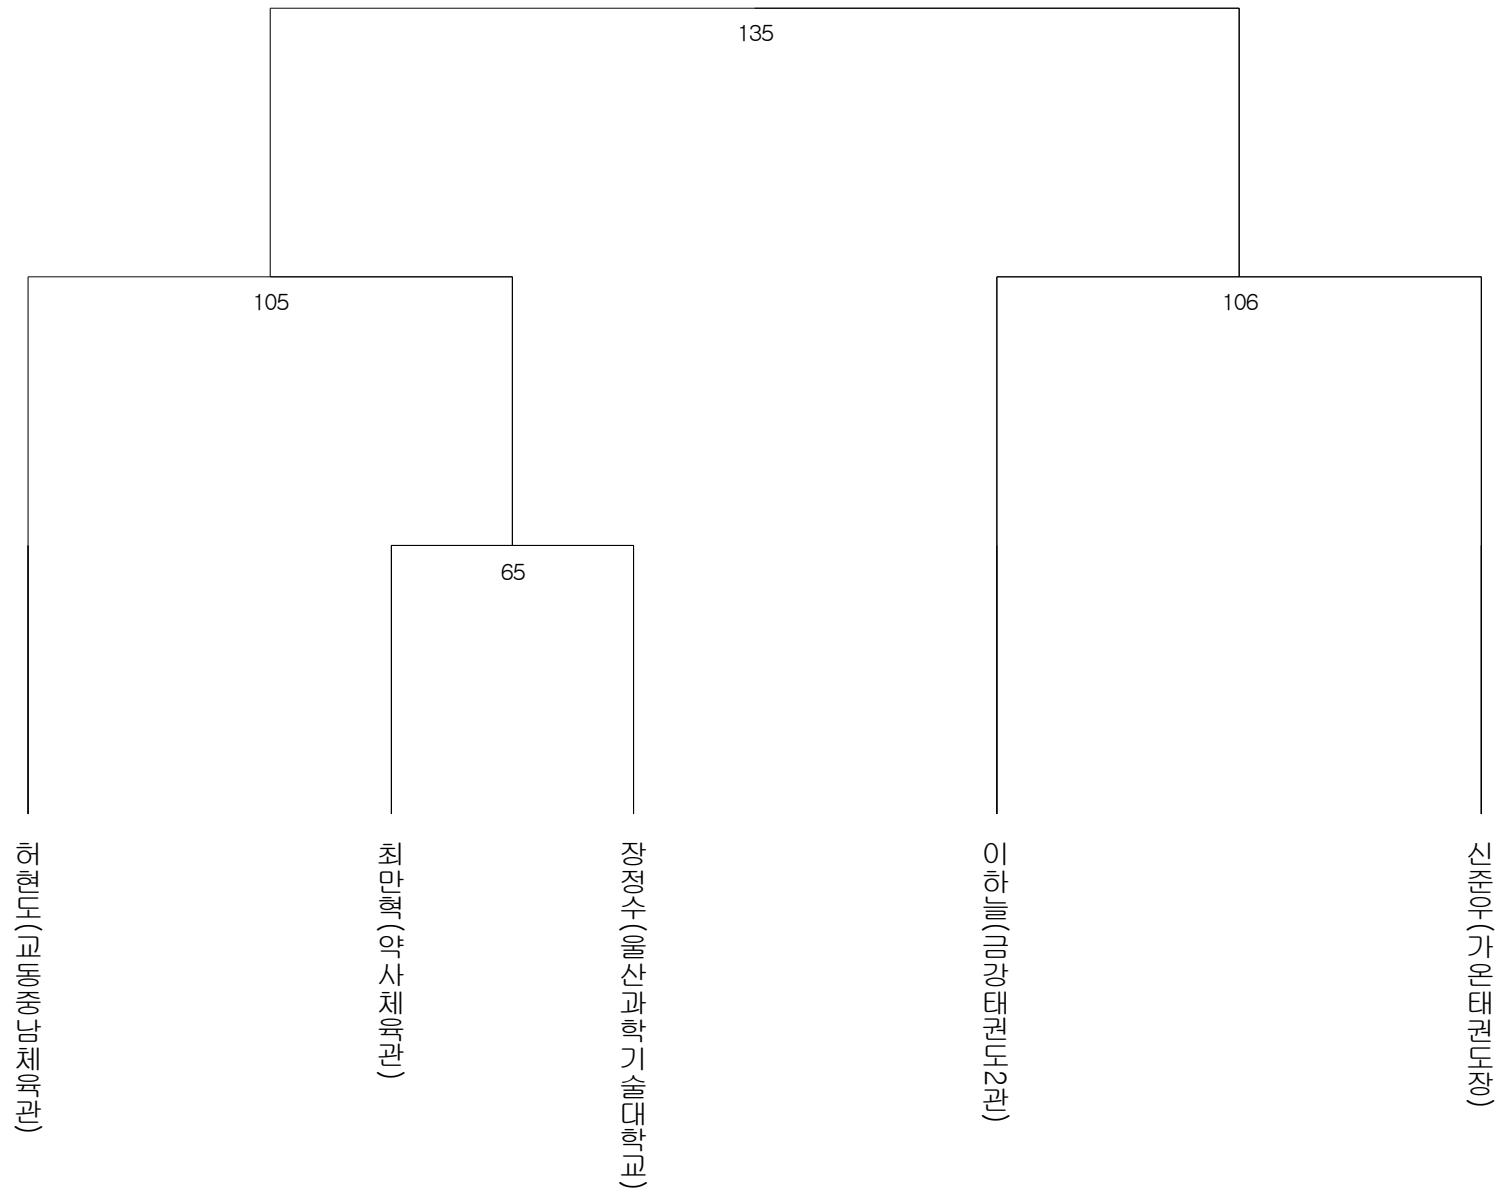 135
105
106
65
허현도(교동중남체육관)
최만혁(약사체육관)
장정수(울산과학기술대학교)
이하늘(금강태권도2관)
신준우(가온태권도장)